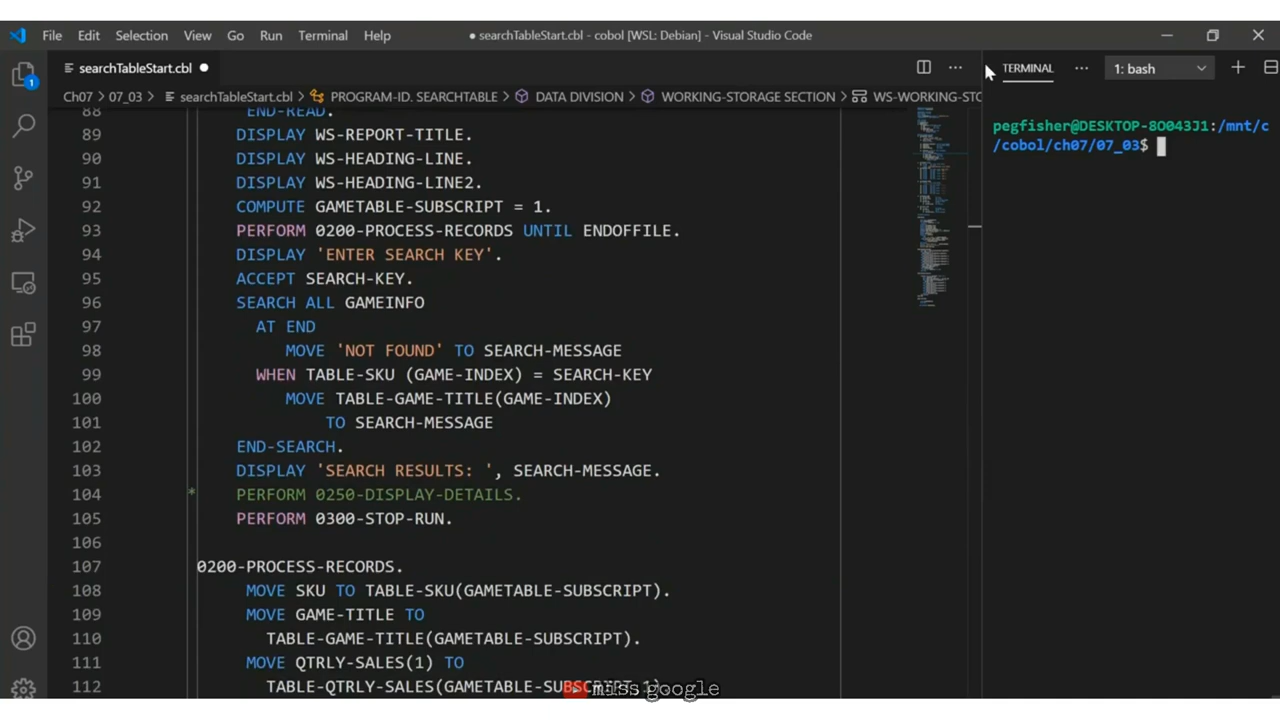 File Edit Selection View Go Run Terminal Help ● searchTableStart.cbl - cobol [WSL: Debian] - Visual Studio Code
searchTableStart.cbl ●
TERMINAL ... 1: bash
Ch07 > 07_03 > searchTableStart.cbl > PROGRAM-ID. SEARCHTABLE > DATA DIVISION > WORKING-STORAGE SECTION > WS-WORKING-STO
88 END-READ.
89 DISPLAY WS-REPORT-TITLE.
90 DISPLAY WS-HEADING-LINE.
91 DISPLAY WS-HEADING-LINE2.
92 COMPUTE GAMETABLE-SUBSCRIPT = 1.
93 PERFORM 0200-PROCESS-RECORDS UNTIL ENDOFFILE.
94 DISPLAY 'ENTER SEARCH KEY'.
95 ACCEPT SEARCH-KEY.
96 SEARCH ALL GAMEINFO
97 AT END
98 MOVE 'NOT FOUND' TO SEARCH-MESSAGE
99 WHEN TABLE-SKU (GAME-INDEX) = SEARCH-KEY
100 MOVE TABLE-GAME-TITLE(GAME-INDEX)
101 TO SEARCH-MESSAGE
102 END-SEARCH.
103 DISPLAY 'SEARCH RESULTS: ', SEARCH-MESSAGE.
104 * PERFORM 0250-DISPLAY-DETAILS.
105 PERFORM 0300-STOP-RUN.
106
107 0200-PROCESS-RECORDS.
108 MOVE SKU TO TABLE-SKU(GAMETABLE-SUBSCRIPT).
109 MOVE GAME-TITLE TO
110 TABLE-GAME-TITLE(GAMETABLE-SUBSCRIPT).
111 MOVE QTRLY-SALES(1) TO
112 TABLE-QTRLY-SALES(GAMETABLE-SUBSCRIPT 1).
pegfisher@DESKTOP-8O043J1:/mnt/c
/cobol/ch07/07_03$
1
miss google